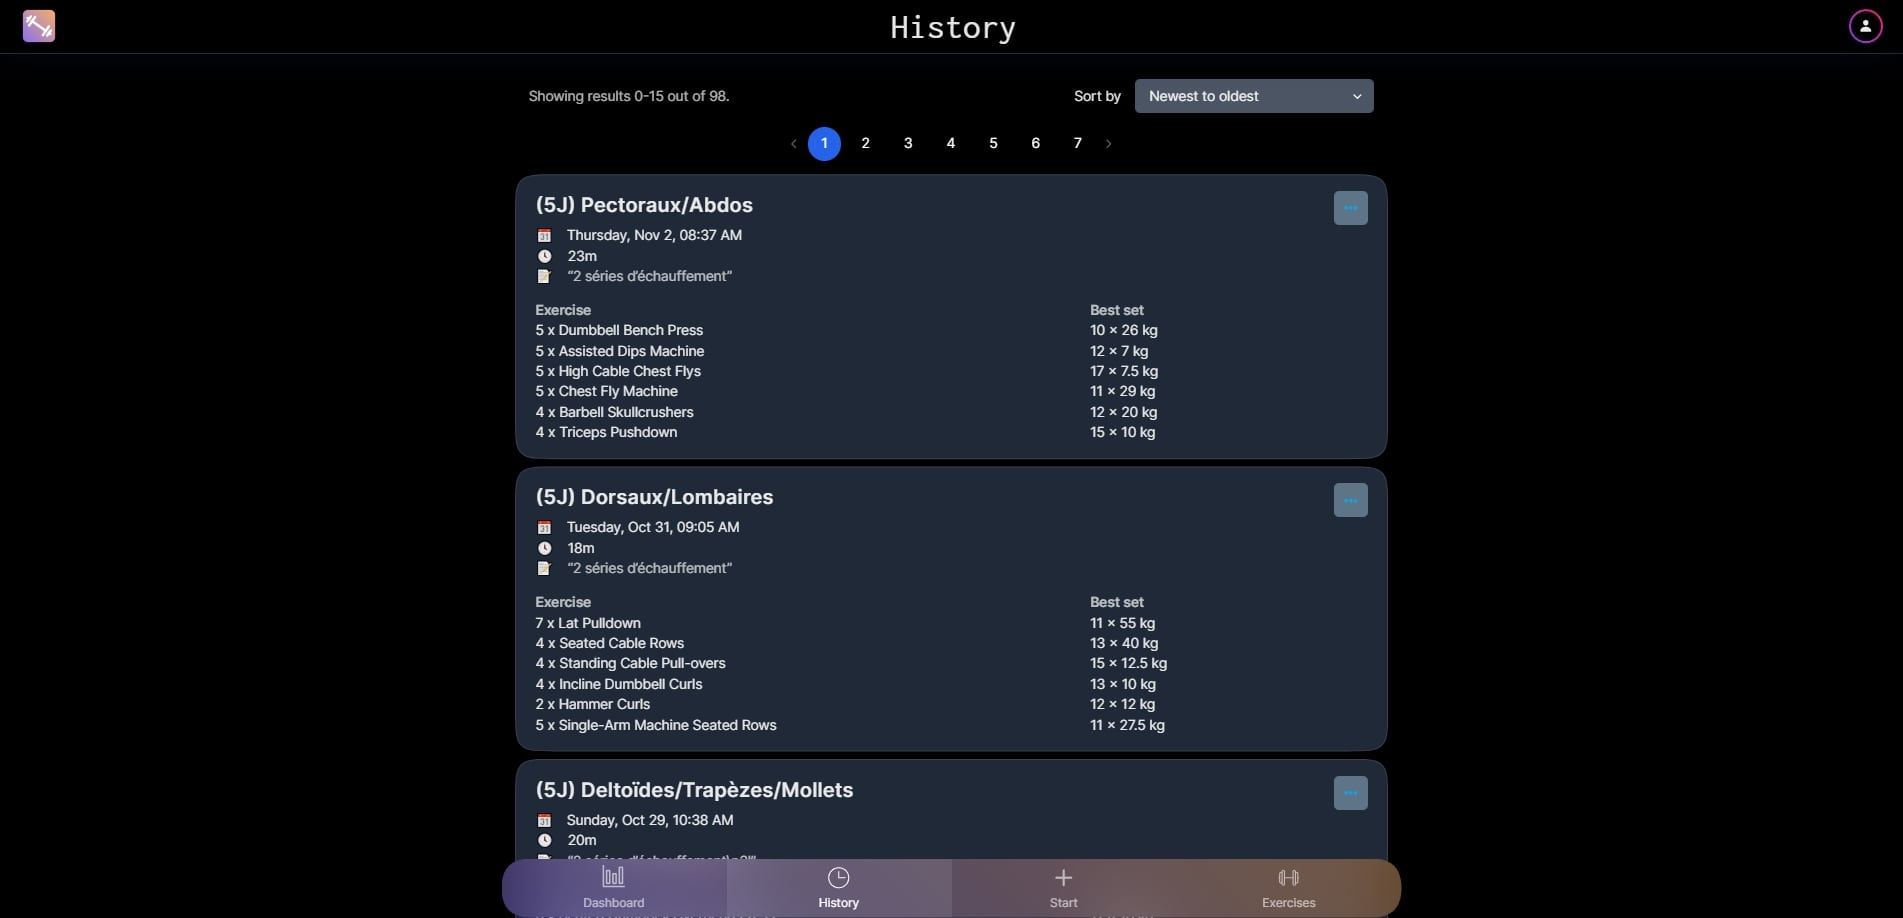 History
Showing results 0-15 out of 98.
Sort by
Newest to oldest
1 2 3 4 5 6 7
(5J) Pectoraux/Abdos
Thursday, Nov 2, 08:37 AM
23m
“2 séries d’échauffement”
Exercise Best set
5 x Dumbbell Bench Press 10 × 26 kg
5 x Assisted Dips Machine 12 × 7 kg
5 x High Cable Chest Flys 17 × 7.5 kg
5 x Chest Fly Machine 11 × 29 kg
4 x Barbell Skullcrushers 12 × 20 kg
4 x Triceps Pushdown 15 × 10 kg
(5J) Dorsaux/Lombaires
Tuesday, Oct 31, 09:05 AM
18m
“2 séries d’échauffement”
Exercise Best set
7 x Lat Pulldown 11 × 55 kg
4 x Seated Cable Rows 13 × 40 kg
4 x Standing Cable Pull-overs 15 × 12.5 kg
4 x Incline Dumbbell Curls 13 × 10 kg
2 x Hammer Curls 12 × 12 kg
5 x Single-Arm Machine Seated Rows 11 × 27.5 kg
(5J) Deltoïdes/Trapèzes/Mollets
Sunday, Oct 29, 10:38 AM
20m
Dashboard
History
Start
Exercises